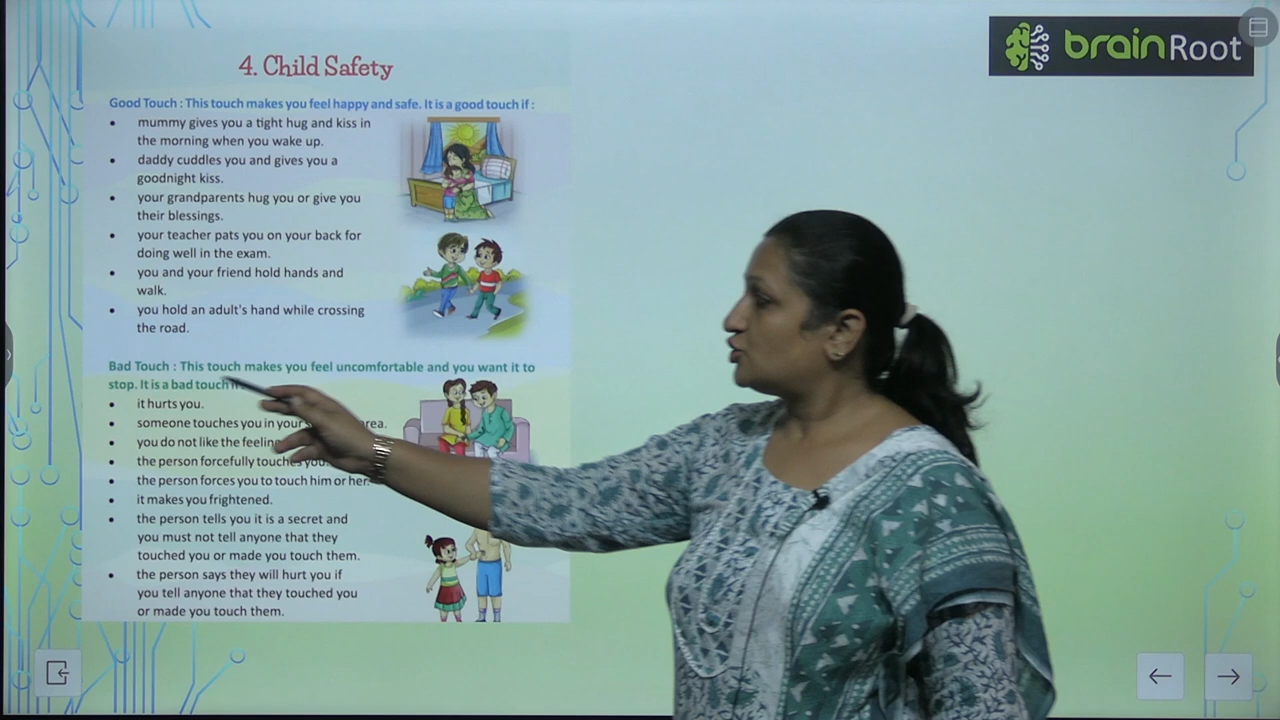 brainRoot
4. Child Safety
Good Touch : This touch makes you feel happy and safe. It is a good touch if :
• mummy gives you a tight hug and kiss in
the morning when you wake up.
• daddy cuddles you and gives you a
goodnight kiss.
• your grandparents hug you or give you
their blessings.
• your teacher pats you on your back for
doing well in the exam.
• you and your friend hold hands and
walk.
• you hold an adult's hand while crossing
the road.
Bad Touch : This touch makes you feel uncomfortable and you want it to
stop. It is a bad touch
• it hurts you.
• someone touches you in your
• you do not like the feeling
• the person forcefully touches you.
• the person forces you to touch him or her.
• it makes you frightened.
• the person tells you it is a secret and
you must not tell anyone that they
touched you or made you touch them.
• the person says they will hurt you if
you tell anyone that they touched you
or made you touch them.